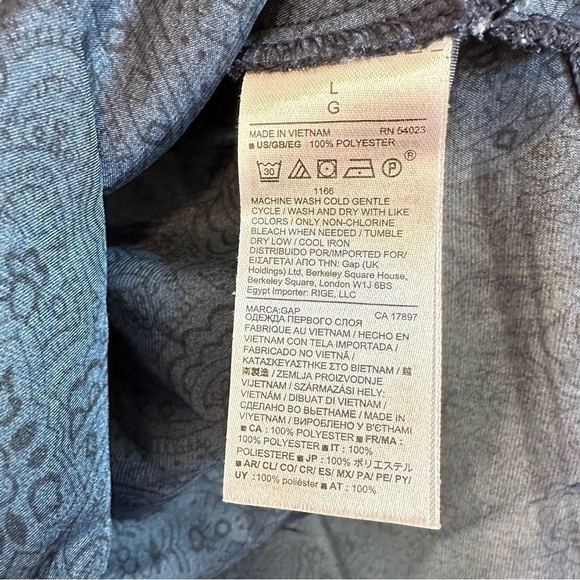 L
G
MADE IN VIETNAM RN 54023
■ US/GB/EG 100% POLYESTER
30 P ®
1166
MACHINE WASH COLD GENTLE
CYCLE / WASH AND DRY WITH LIKE
COLORS / ONLY NON-CHLORINE
BLEACH WHEN NEEDED / TUMBLE
DRY LOW / COOL IRON
DISTRIBUIDO POR/IMPORTED FOR/
ΕΙΣΑΓΕΤΑΙ ΑΠΟ ΤΗΝ: Gap (UK
Holdings) Ltd, Berkeley Square House,
Berkeley Square, London W1J 6BS
Egypt Importer: RIGE, LLC
MARCA:GAP CA 17897
ОДЕЖДА ПЕРВОГО СЛОЯ
FABRIQUE AU VIETNAM / HECHO EN
VIETNAM CON TELA IMPORTADA /
FABRICADO NO VIETNÃ /
ΚΑΤΑΣΚΕΥΑΣΤΗΚΕ ΣΤΟ ΒΙΕΤΝΑΜ / 越
南製造 / ZEMLJA PROIZVODNJE
VIJETNAM / SZÁRMAZÁSI HELY:
VIETNÁM / DIBUAT DI VIETNAM /
СДЕЛАНО ВО ВЬЕТНАМЕ / MADE IN
VIYETNAM / ВИРОБЛЕНО У В'ЄТНАМІ
■ CA : 100% POLYESTER ■ FR/MA :
100% POLYESTER ■ IT : 100%
POLIESTERE ■ JP : 100% ポリエステル
■ AR/ CL/ CO/ CR/ ES/ MX/ PA/ PE/ PY/
UY : 100% poliéster ■ AT : 100%